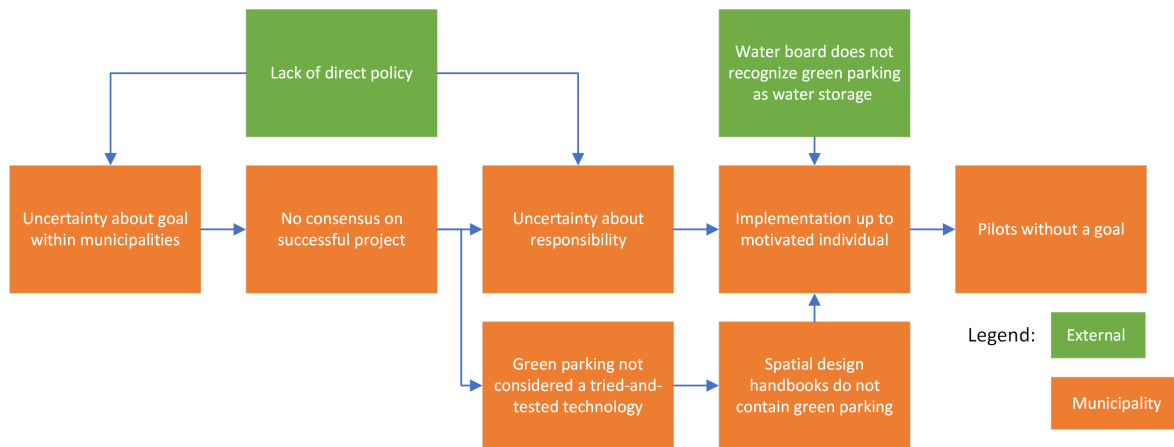 Lack of direct policy
Water board does not
recognize green parking
as water storage
Uncertainty about goal
within municipalities
No consensus on
successful project
Uncertainty about
responsibility
Implementation up to
motivated individual
Pilots without a goal
Green parking not
considered a tried-and-
tested technology
Spatial design
handbooks do not
contain green parking
Legend:
External
Municipality